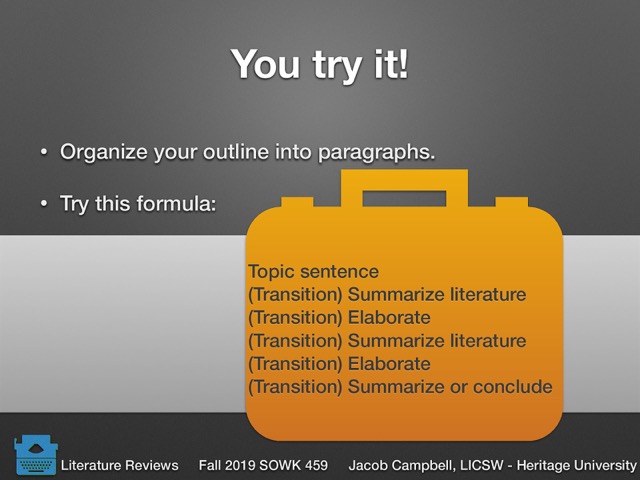 You try it!
• Organize your outline into paragraphs.
• Try this formula:
Topic sentence
(Transition) Summarize literature
(Transition) Elaborate
(Transition) Summarize literature
(Transition) Elaborate
(Transition) Summarize or conclude
Literature Reviews Fall 2019 SOWK 459 Jacob Campbell, LICSW - Heritage University